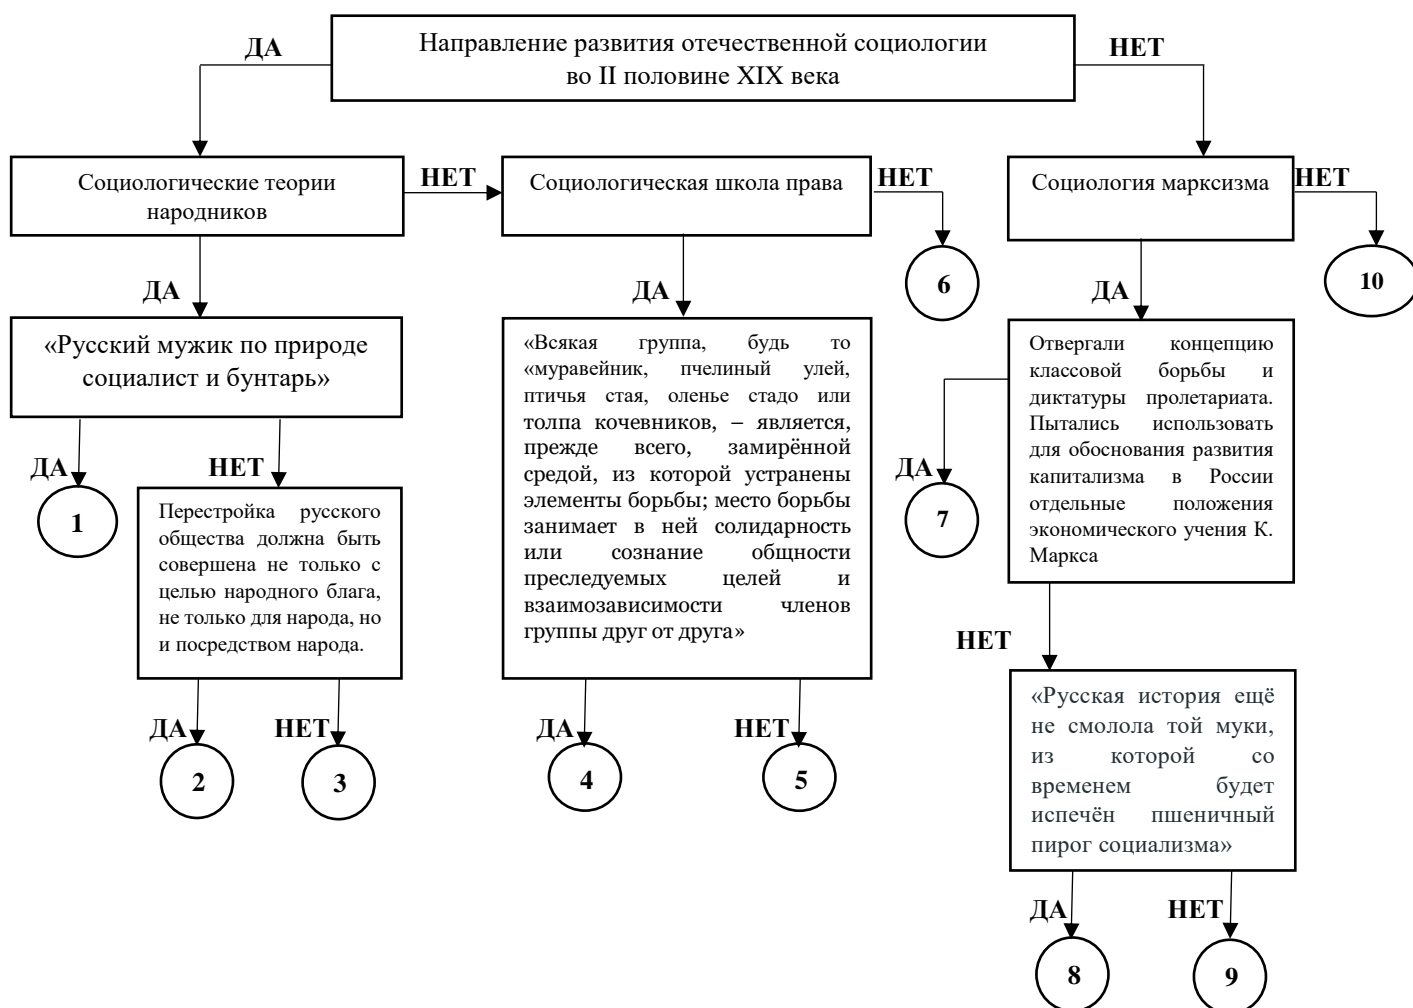 Направление развития отечественной социологии
во II половине XIX века
ДА
НЕТ
Социологические теории
народников
НЕТ
Социологическая школа права
НЕТ
Социология марксизма
НЕТ
6
10
ДА
ДА
ДА
«Русский мужик по природе
социалист и бунтарь»
«Всякая группа, будь то
«муравейник, пчелиный улей,
птичья стая, оленье стадо или
толпа кочевников, – является,
прежде всего, замирённой
средой, из которой устранены
элементы борьбы; место борьбы
занимает в ней солидарность
или сознание общности
преследуемых целей и
взаимозависимости членов
группы друг от друга»
Отвергали концепцию
классовой борьбы и
диктатуры пролетариата.
Пытались использовать
для обоснования развития
капитализма в России
отдельные положения
экономического учения К.
Маркса
ДА
НЕТ
ДА
1
7
Перестройка русского
общества должна быть
совершена не только с
целью народного блага,
не только для народа, но
и посредством народа.
НЕТ
«Русская история ещё
не смолола той муки,
из которой со
временем будет
испечён пшеничный
пирог социализма»
ДА
НЕТ
ДА
НЕТ
2
3
4
5
ДА
НЕТ
8
9